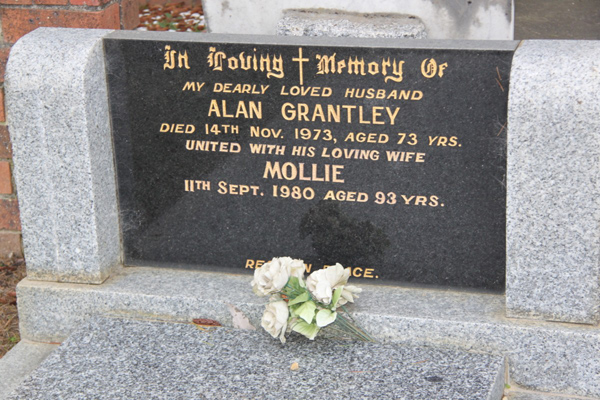 In Loving Memory Of
MY DEARLY LOVED HUSBAND
ALAN GRANTLEY
DIED 14TH NOV. 1973, AGED 73 YRS.
UNITED WITH HIS LOVING WIFE
MOLLIE
11TH SEPT. 1980 AGED 93 YRS.